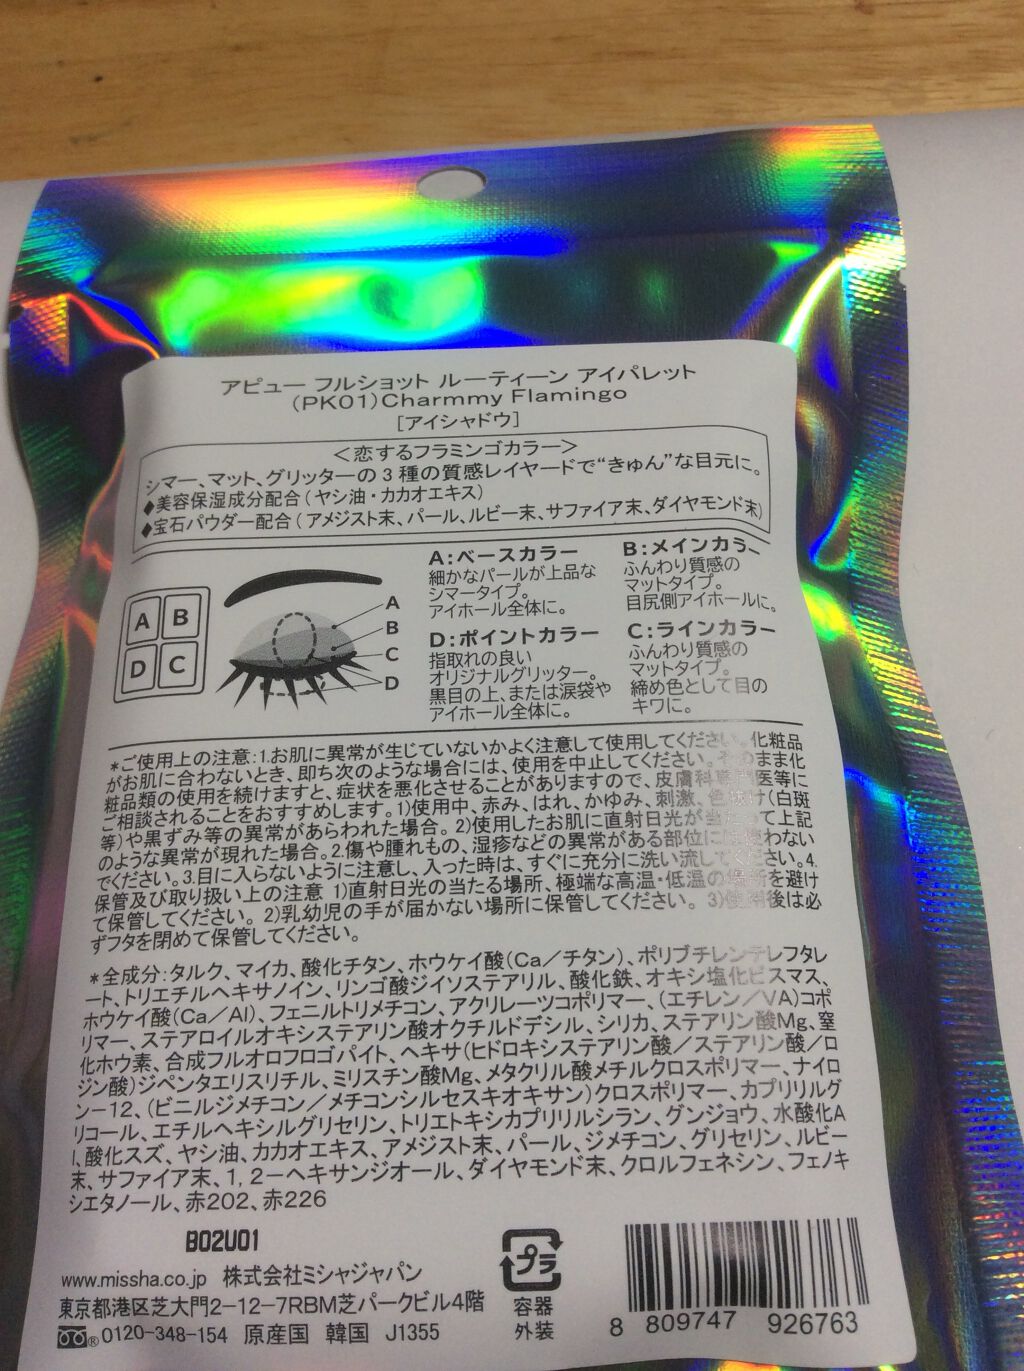 アピュー フルショット ルーティーン アイパレット
(PK01)Charmmy Flamingo
[アイシャドウ]
＜恋するフラミンゴカラー＞
シマー、マット、グリッターの3種の質感レイヤードで“きゅん”な目元に。
◆美容保湿成分配合(ヤシ油・カカオエキス)
◆宝石パウダー配合(アメジスト末、パール、ルビー末、サファイア末、ダイヤモンド末)
A B
D C
A
B
C
D
A:ベースカラー
細かなパールが上品な
シマータイプ。
アイホール全体に。
B:メインカラー
ふんわり質感の
マットタイプ。
目尻側アイホールに。
D:ポイントカラー
指取れの良い
オリジナルグリッター。
黒目の上、または涙袋や
アイホール全体に。
C:ラインカラー
ふんわり質感の
マットタイプ。
締め色として目の
キワに。
*ご使用上の注意:1.お肌に異常が生じていないかよく注意して使用してください。化粧品
がお肌に合わないとき、即ち次のような場合には、使用を中止してください。そのまま化
粧品類の使用を続けますと、症状を悪化させることがありますので、皮膚科専門医等に
ご相談されることをおすすめします。1)使用中、赤み、はれ、かゆみ、刺激、色抜け(白斑
等)や黒ずみ等の異常があらわれた場合。2)使用したお肌に直射日光が当たって上記
のような異常が現れた場合。2.傷や腫れもの、湿疹などの異常がある部位には使わない
でください。3.目に入らないように注意し、入った時は、すぐに充分に洗い流してください。4.
保管及び取り扱い上の注意 1)直射日光の当たる場所、極端な高温・低温の場所を避け
て保管してください。2)乳幼児の手が届かない場所に保管してください。3)使用後は必
ずフタを閉めて保管してください。
*全成分:タルク、マイカ、酸化チタン、ホウケイ酸(Ca／チタン)、ポリブチレンテレフタレ
ート、トリエチルヘキサノイン、リンゴ酸ジイソステアリル、酸化鉄、オキシ塩化ビスマス、
ホウケイ酸(Ca／Al)、フェニルトリメチコン、アクリレーツコポリマー、(エチレン／VA)コポ
リマー、ステアロイルオキシステアリン酸オクチルドデシル、シリカ、ステアリン酸Mg、窒
化ホウ素、合成フルオロフロゴパイト、ヘキサ(ヒドロキシステアリン酸／ステアリン酸／ロ
ジン酸)ジペンタエリスリチル、ミリスチン酸Mg、メタクリル酸メチルクロスポリマー、ナイロ
ン－12、(ビニルジメチコン／メチコンシルセスキオキサン)クロスポリマー、カプリリルグ
リコール、エチルヘキシルグリセリン、トリエトキシカプリリルシラン、グンジョウ、水酸化A
l、酸化スズ、ヤシ油、カカオエキス、アメジスト末、パール、ジメチコン、グリセリン、ルビー
末、サファイア末、1,2－ヘキサンジオール、ダイヤモンド末、クロルフェネシン、フェノキ
シエタノール、赤202、赤226
B02U01
www.missha.co.jp 株式会社ミシャジャパン
東京都港区芝大門2-12-7RBM芝パークビル4階
®0120-348-154 原産国 韓国 J1355
プラ
容器
外装
8 809747 926763